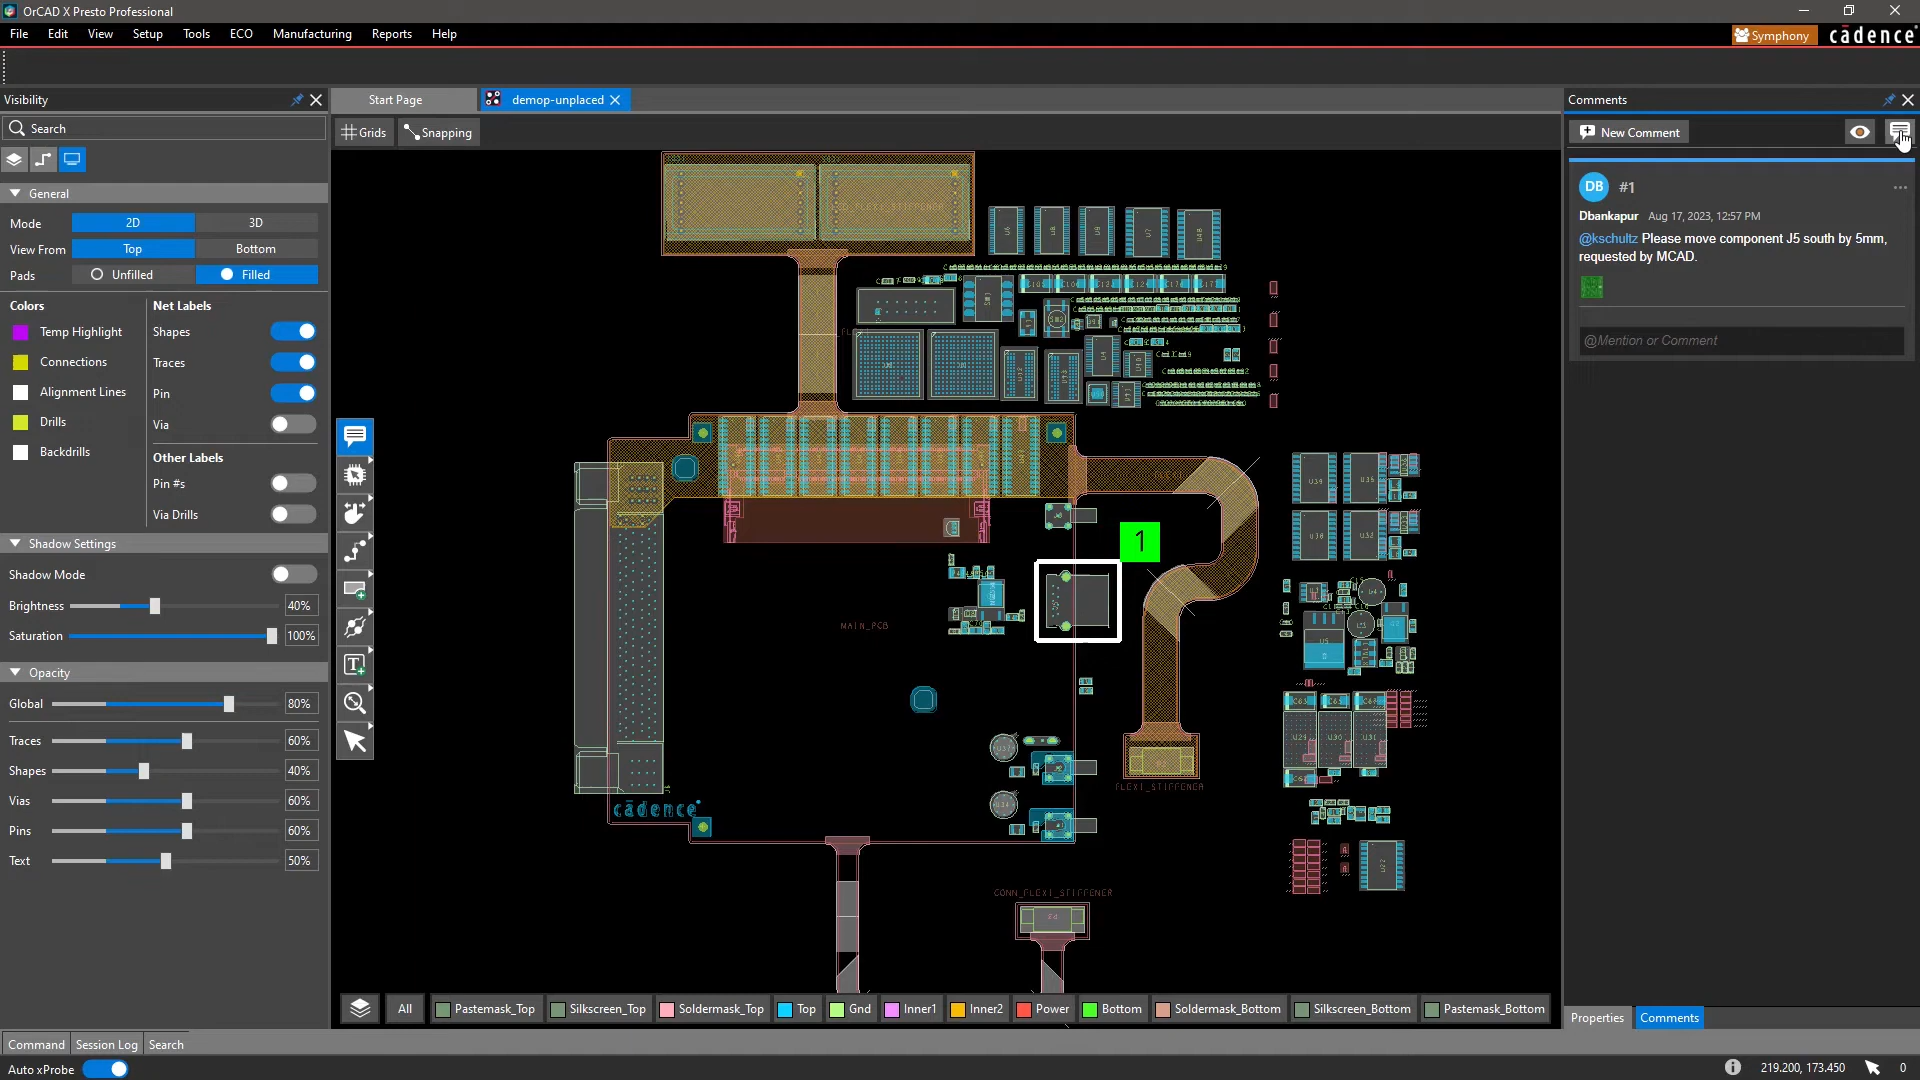 OrCAD X Presto Professional
File Edit View Setup Tools ECO Manufacturing Reports Help
Symphony cādence
Visibility
Search
General
Mode 2D 3D
View From Top Bottom
Pads Unfilled Filled
Colors
Temp Highlight
Connections
Alignment Lines
Drills
Backdrills
Net Labels
Shapes
Traces
Pin
Via
Other Labels
Pin #s
Via Drills
Shadow Settings
Shadow Mode
Brightness 40%
Saturation 100%
Opacity
Global 80%
Traces 60%
Shapes 40%
Vias 60%
Pins 60%
Text 50%
Start Page demop-unplaced
Grids Snapping
1
MAIN_PCB
cādence
FLEXI_STIFFENER
CONN_FLEXI_STIFFENER
All Pastemask_Top Silkscreen_Top Soldermask_Top Top Gnd Inner1 Inner2 Power Bottom Soldermask_Bottom Silkscreen_Bottom Pastemask_Bottom
Comments
New Comment
DB #1
Dbankapur Aug 17, 2023, 12:57 PM
@kschultz Please move component J5 south by 5mm,
requested by MCAD.
@Mention or Comment
Properties Comments
Command Session Log Search
Auto xProbe
219.200, 173.450 0